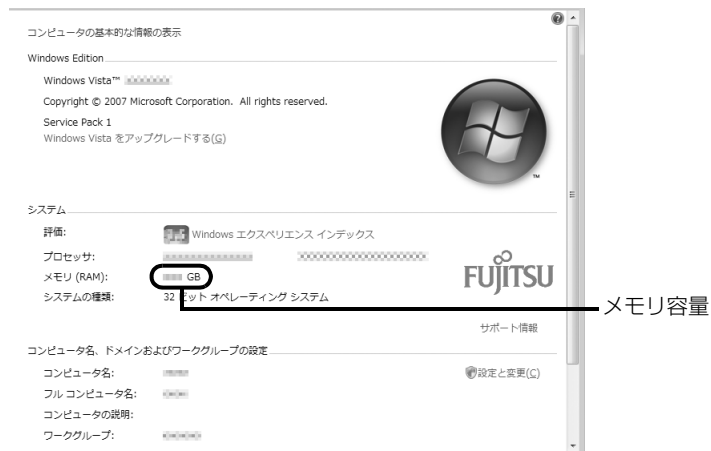 コンピュータの基本的な情報の表示
Windows Edition
Windows Vista™
Copyright © 2007 Microsoft Corporation. All rights reserved.
Service Pack 1
Windows Vista をアップグレードする(G)
TM
システム
評価:
Windows エクスペリエンス インデックス
プロセッサ:
メモリ (RAM): GB
システムの種類: 32 ビット オペレーティング システム
FUJITSU
メモリ容量
サポート情報
コンピュータ名、ドメインおよびワークグループの設定
コンピュータ名:
設定と変更(C)
フル コンピュータ名:
コンピュータの説明:
ワークグループ: